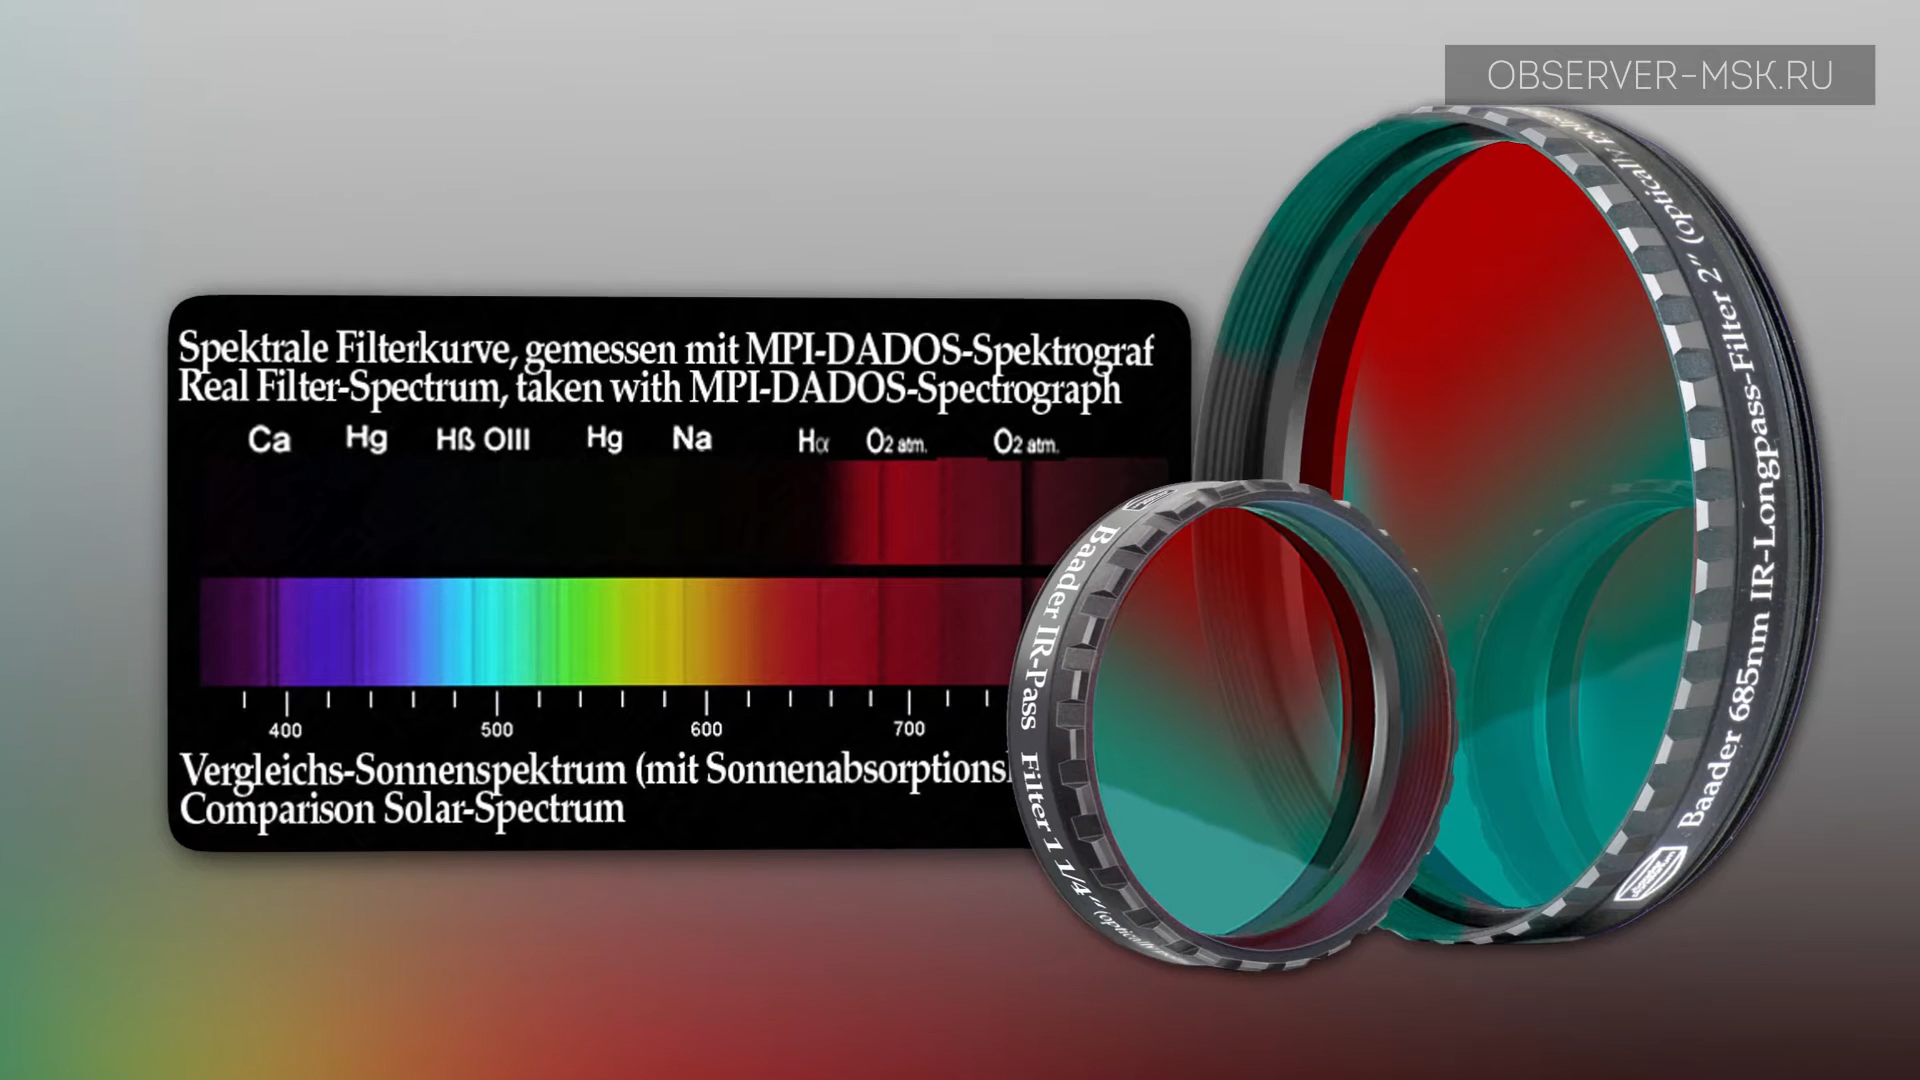 OBSERVER-MSK.RU
Spektrale Filterkurve, gemessen mit MPI-DADOS-Spektrograf
Real Filter-Spectrum, taken with MPI-DADOS-Spectrograph
Ca Hg Hß OIII Hg Na Hα O2 atm. O2 atm.
400 500 600 700
Vergleichs-Sonnenspektrum (mit Sonnenabsorptions
Comparison Solar-Spectrum
Baader IR-Pass Filter 1 1/4" (optically
Baader 685nm IR-Longpass-Filter 2" (optically